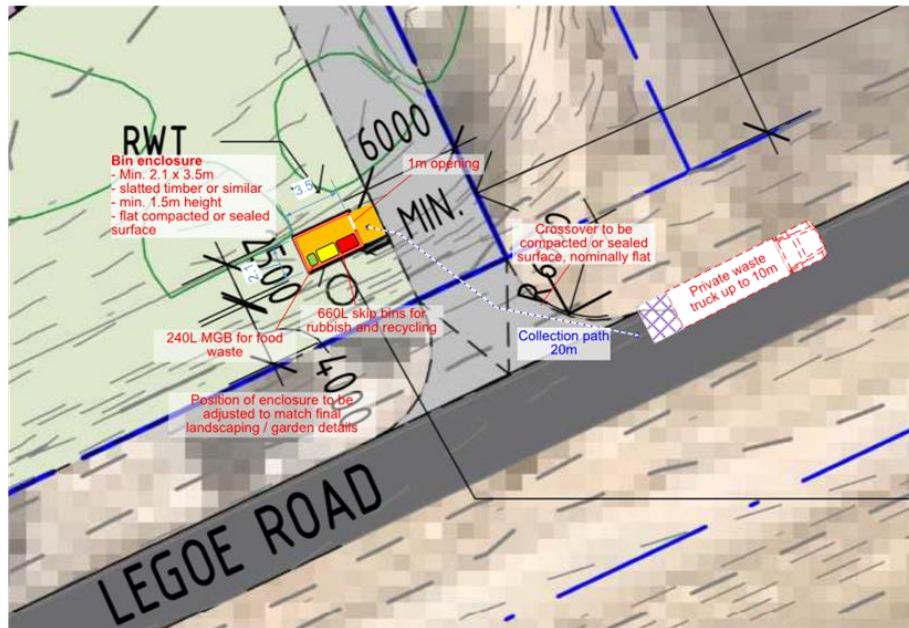 RWT
Bin enclosure
- Min. 2.1 x 3.5m
- slatted timber or similar
- min. 1.5m height
- flat compacted or sealed
surface
3.5
6000
MIN.
1m opening
Crossover to be
compacted or sealed
surface, nominally flat
Private waste
truck up to 10m
4500
2.1
240L MGB for food
waste
660L skip bins for
rubbish and recycling
Collection path
20m
4000
Position of enclosure to be
adjusted to match final
landscaping / garden details
LEGOE ROAD